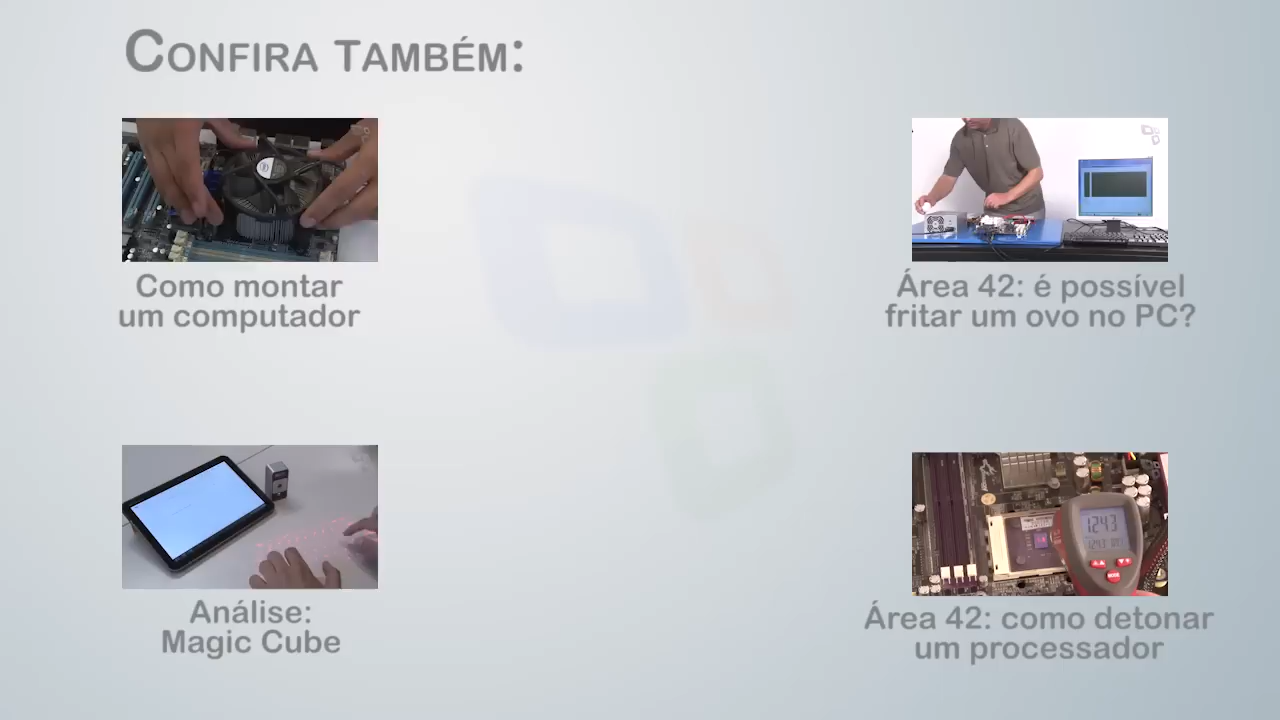 Confira Também:
Como montar
um computador
Área 42: é possível
fritar um ovo no PC?
Análise:
Magic Cube
Área 42: como detonar
um processador
1243